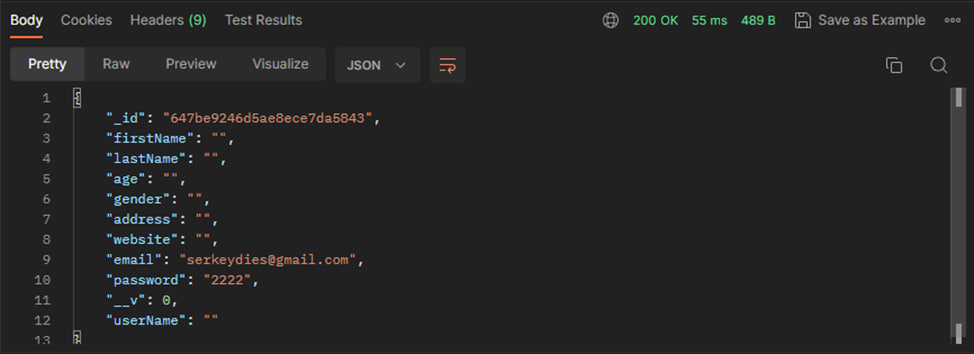 Body Cookies Headers (9) Test Results 200 OK 55 ms 489 B Save as Example
Pretty Raw Preview Visualize JSON
1 {
2 "_id": "647be9246d5ae8ece7da5843",
3 "firstName": "",
4 "lastName": "",
5 "age": "",
6 "gender": "",
7 "address": "",
8 "website": "",
9 "email": "serkeydies@gmail.com",
10 "password": "2222",
11 "__v": 0,
12 "userName": ""
13 }